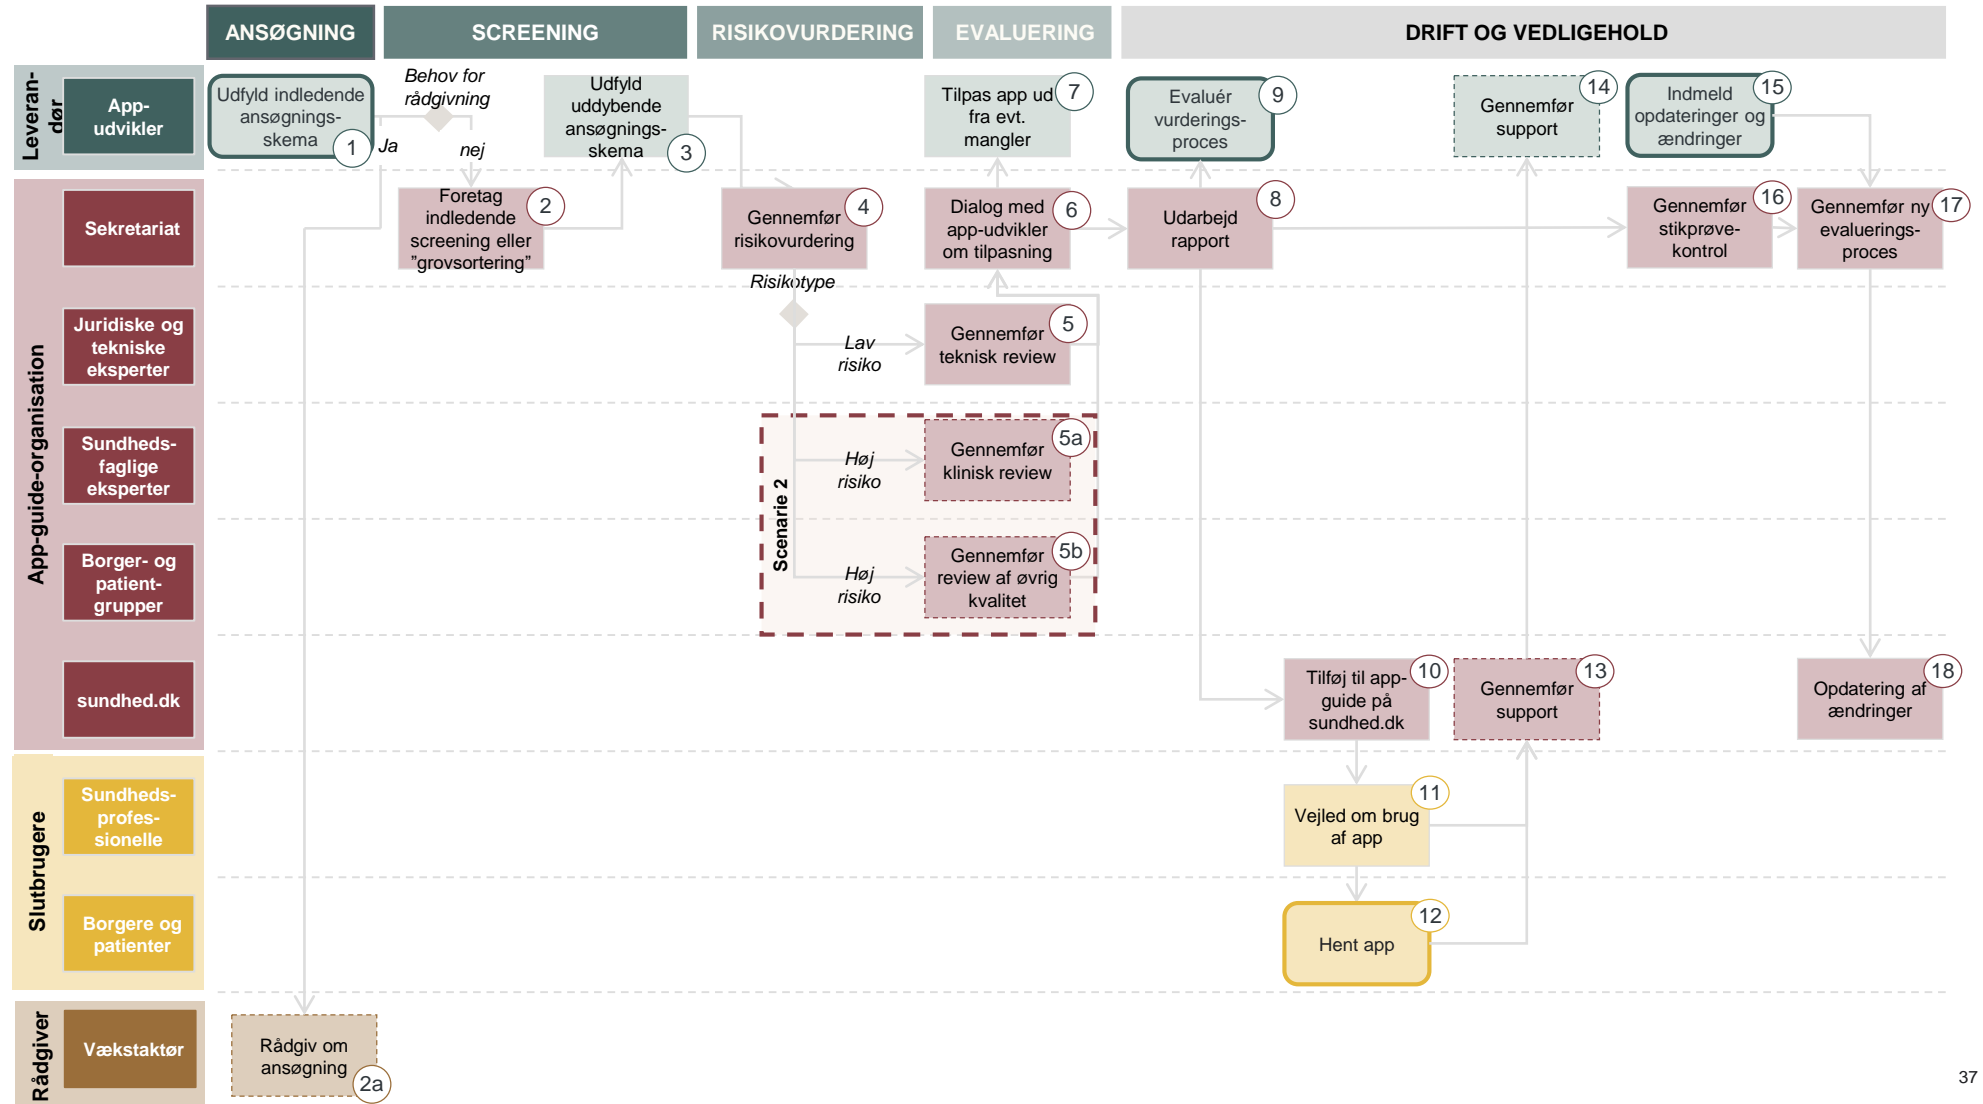 ANSØGNING
SCREENING
RISIKOVURDERING
EVALUERING
DRIFT OG VEDLIGEHOLD
Leveran-
dør
App-
udvikler
Udfyld indledende
ansøgnings-
skema
1
Behov for
rådgivning
Ja
nej
Udfyld
uddybende
ansøgnings-
skema
3
Tilpas app ud
fra evt.
mangler
7
Evaluér
vurderings-
proces
9
Gennemfør
support
14
Indmeld
opdateringer og
ændringer
15
App-guide-organisation
Sekretariat
Foretag
indledende
screening eller
”grovsortering”
2
Gennemfør
risikovurdering
4
Dialog med
app-udvikler
om tilpasning
6
Udarbejd
rapport
8
Gennemfør
stikprøve-
kontrol
16
Gennemfør ny
evaluerings-
proces
17
Risikotype
Juridiske og
tekniske
eksperter
Lav
risiko
Gennemfør
teknisk review
5
Sundheds-
faglige
eksperter
Scenarie 2
Høj
risiko
Gennemfør
klinisk review
5a
Borger- og
patient-
grupper
Høj
risiko
Gennemfør
review af øvrig
kvalitet
5b
sundhed.dk
Tilføj til app-
guide på
sundhed.dk
10
Gennemfør
support
13
Opdatering af
ændringer
18
Slutbrugere
Sundheds-
profes-
sionelle
Vejled om brug
af app
11
Borgere og
patienter
Hent app
12
Rådgiver
Vækstaktør
Rådgiv om
ansøgning
2a
37